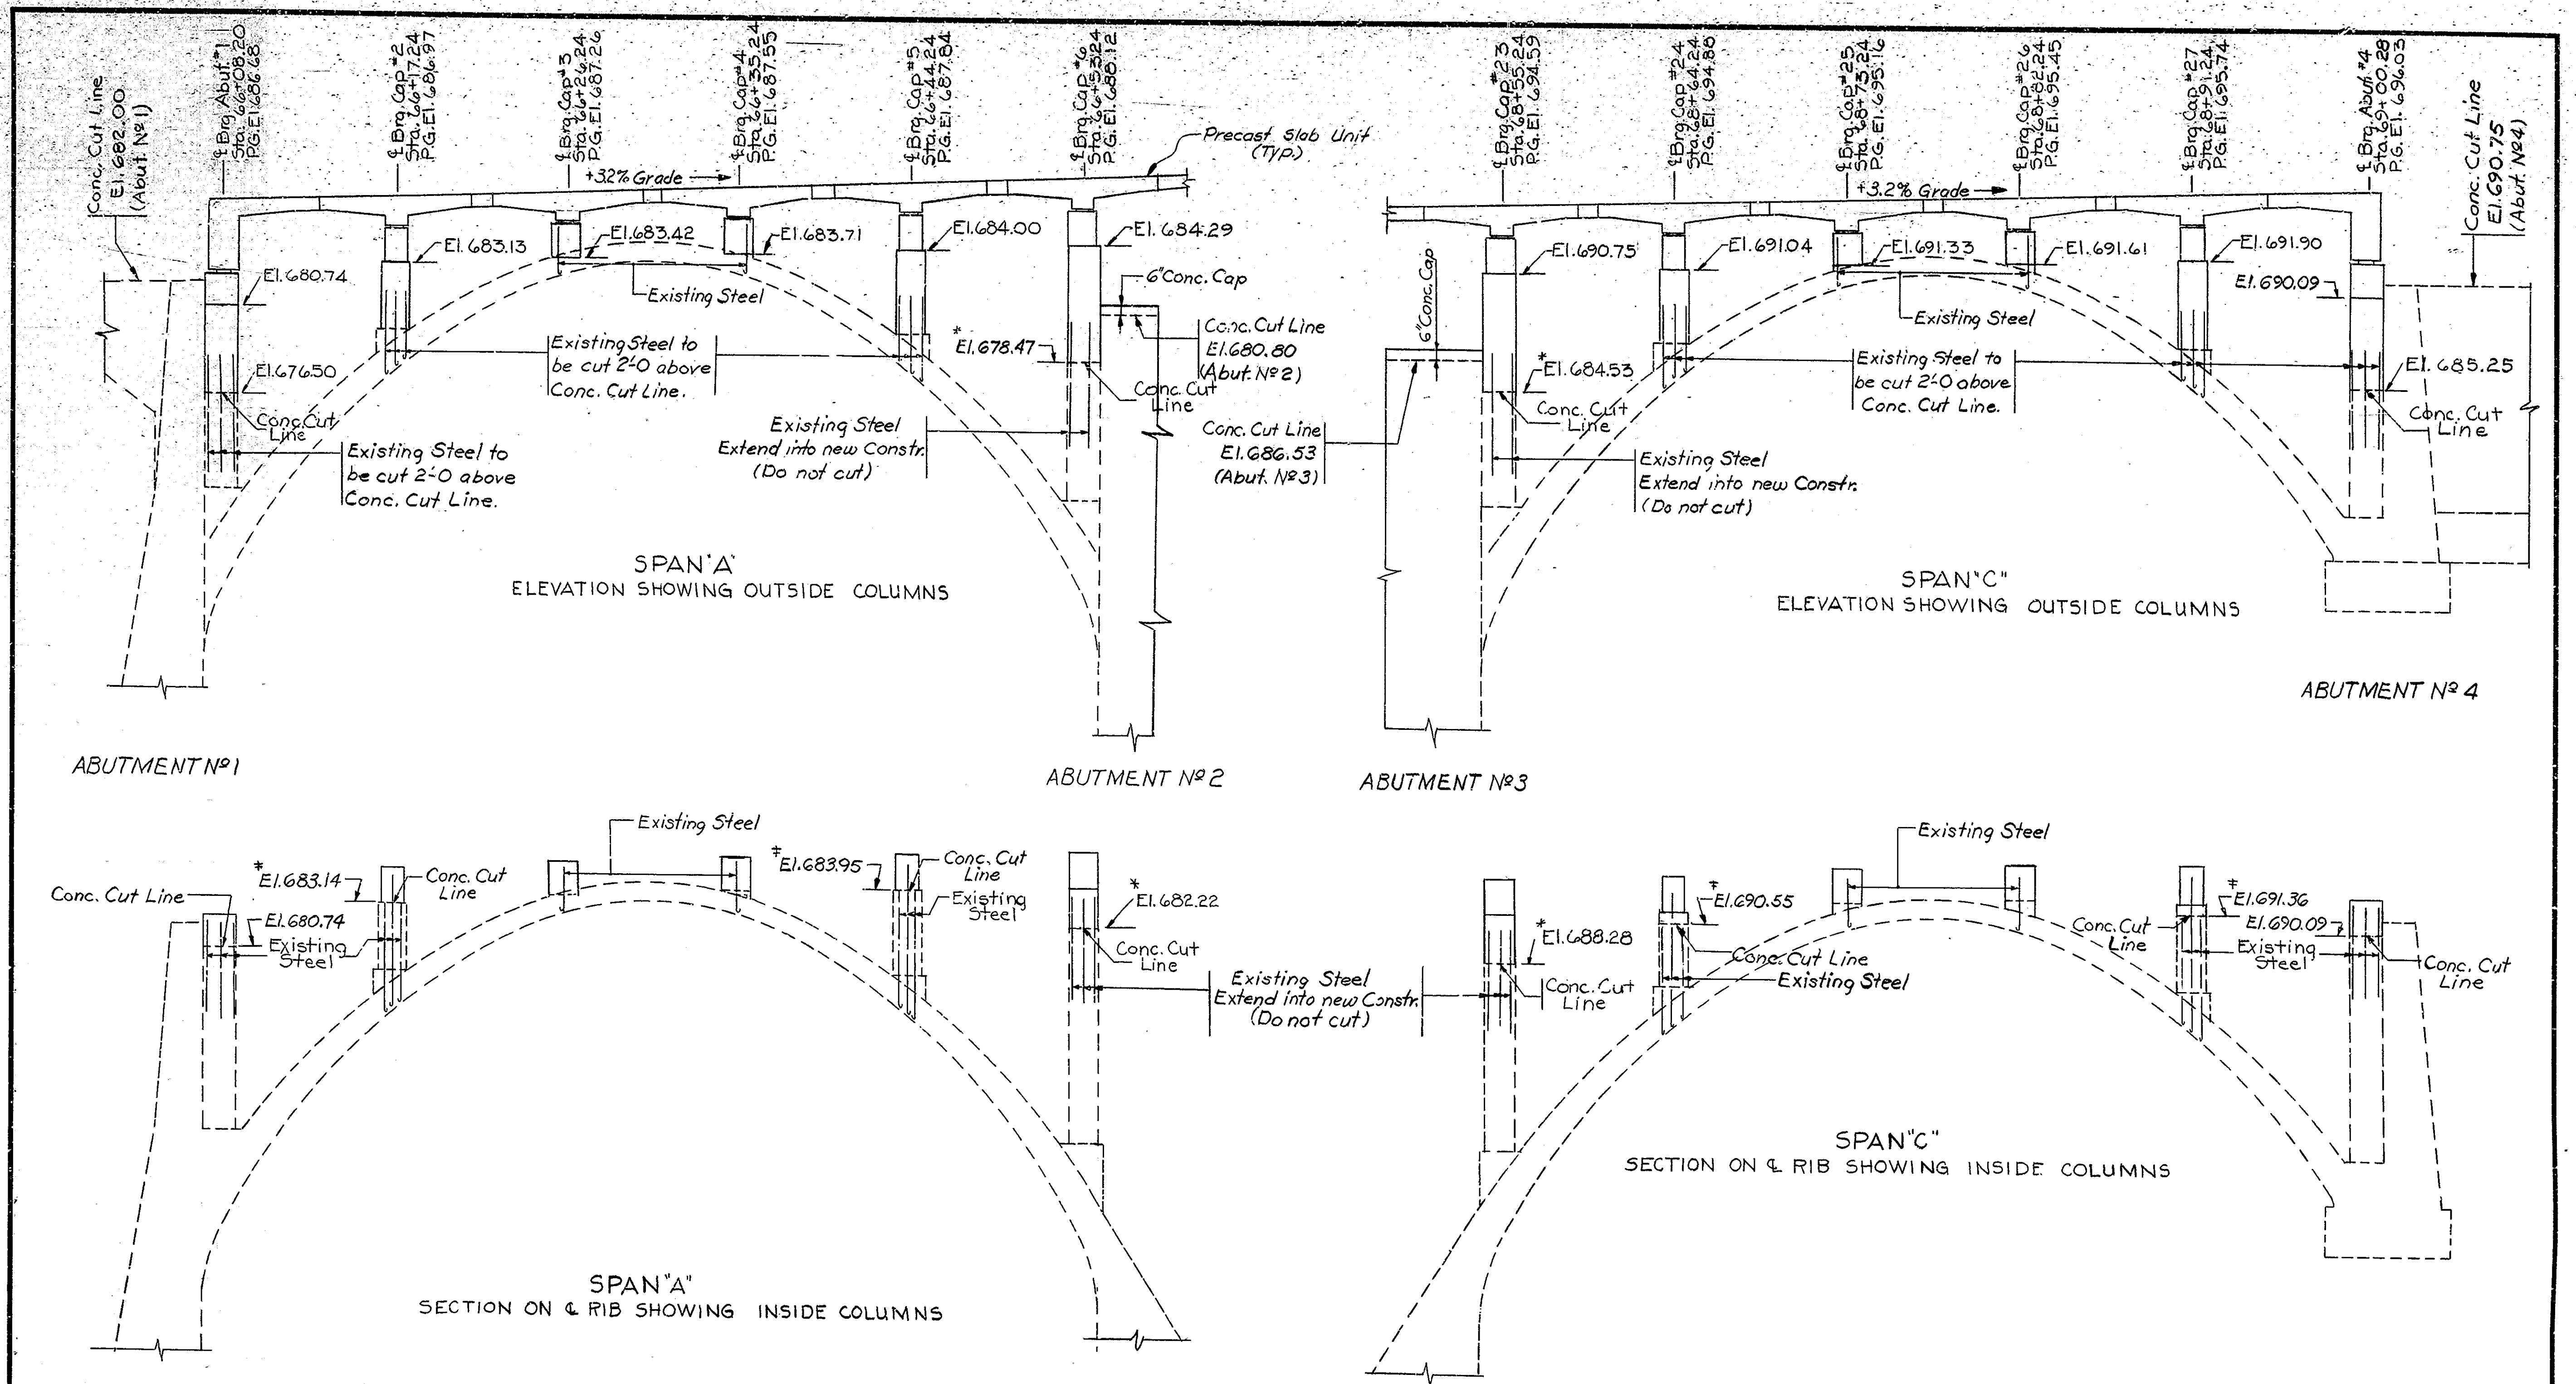 Conc. Cut Line
El. 682.00
(Abut. Nº 1)
℄ Brg. Abut. #1
Sta. 66+08.20
P.G. El. 686.68
℄ Brg. Cap #2
Sta. 66+17.24
P.G. El. 686.97
℄ Brg. Cap #3
Sta. 66+26.24
P.G. El. 687.26
℄ Brg. Cap #4
Sta. 66+35.24
P.G. El. 687.55
℄ Brg. Cap #5
Sta. 66+44.24
P.G. El. 687.84
℄ Brg. Cap #6
Sta. 66+53.24
P.G. El. 688.12
Precast Slab Unit
(Typ.)
℄ Brg. Cap #23
Sta. 68+55.24
P.G. El. 694.59
℄ Brg. Cap #24
Sta. 68+64.24
P.G. El. 694.88
℄ Brg. Cap #25
Sta. 68+73.24
P.G. El. 695.16
℄ Brg. Cap #26
Sta. 68+82.24
P.G. El. 695.45
℄ Brg. Cap #27
Sta. 68+91.24
P.G. El. 695.74
℄ Brg. Abut. #4
Sta. 69+00.28
P.G. El. 696.03
Conc. Cut Line
El. 690.75
(Abut. Nº4)
+3.2% Grade
El. 680.74
El. 683.13
El. 683.42
El. 683.71
El. 684.00
El. 684.29
Existing Steel
6" Conc. Cap
Conc. Cut Line
El. 680.80
(Abut. Nº 2)
El. 676.50
Conc. Cut
Line
Existing Steel to
be cut 2'-0 above
Conc. Cut Line.
Existing Steel to
be cut 2'-0 above
Conc. Cut Line.
* El. 678.47
Conc. Cut
Line
Existing Steel
Extend into new Constr.
(Do not cut)
SPAN "A"
ELEVATION SHOWING OUTSIDE COLUMNS
ABUTMENT Nº 1
ABUTMENT Nº 2
+3.2% Grade
6" Conc. Cap
El. 690.75
El. 691.04
El. 691.33
El. 691.61
El. 691.90
El. 690.09
Existing Steel
* El. 684.53
Conc. Cut
Line
Conc. Cut Line
El. 686.53
(Abut. Nº3)
Existing Steel to
be cut 2'-0 above
Conc. Cut Line.
El. 685.25
Conc. Cut
Line
Existing Steel
Extend into new Constr.
(Do not cut)
SPAN "C"
ELEVATION SHOWING OUTSIDE COLUMNS
ABUTMENT Nº 3
ABUTMENT Nº 4
Existing Steel
Conc. Cut Line
‡ El. 683.14
Conc. Cut
Line
El. 680.74
Existing
Steel
‡ El. 683.95
Conc. Cut
Line
Existing
Steel
* El. 682.22
Conc. Cut
Line
Existing Steel
Extend into new Constr.
(Do not cut)
SPAN "A"
SECTION ON ℄ RIB SHOWING INSIDE COLUMNS
Existing Steel
* El. 688.28
Conc. Cut
Line
‡ El. 690.55
Conc. Cut Line
Existing Steel
‡ El. 691.36
El. 690.09
Conc. Cut
Line
Existing
Steel
Conc. Cut
Line
SPAN "C"
SECTION ON ℄ RIB SHOWING INSIDE COLUMNS